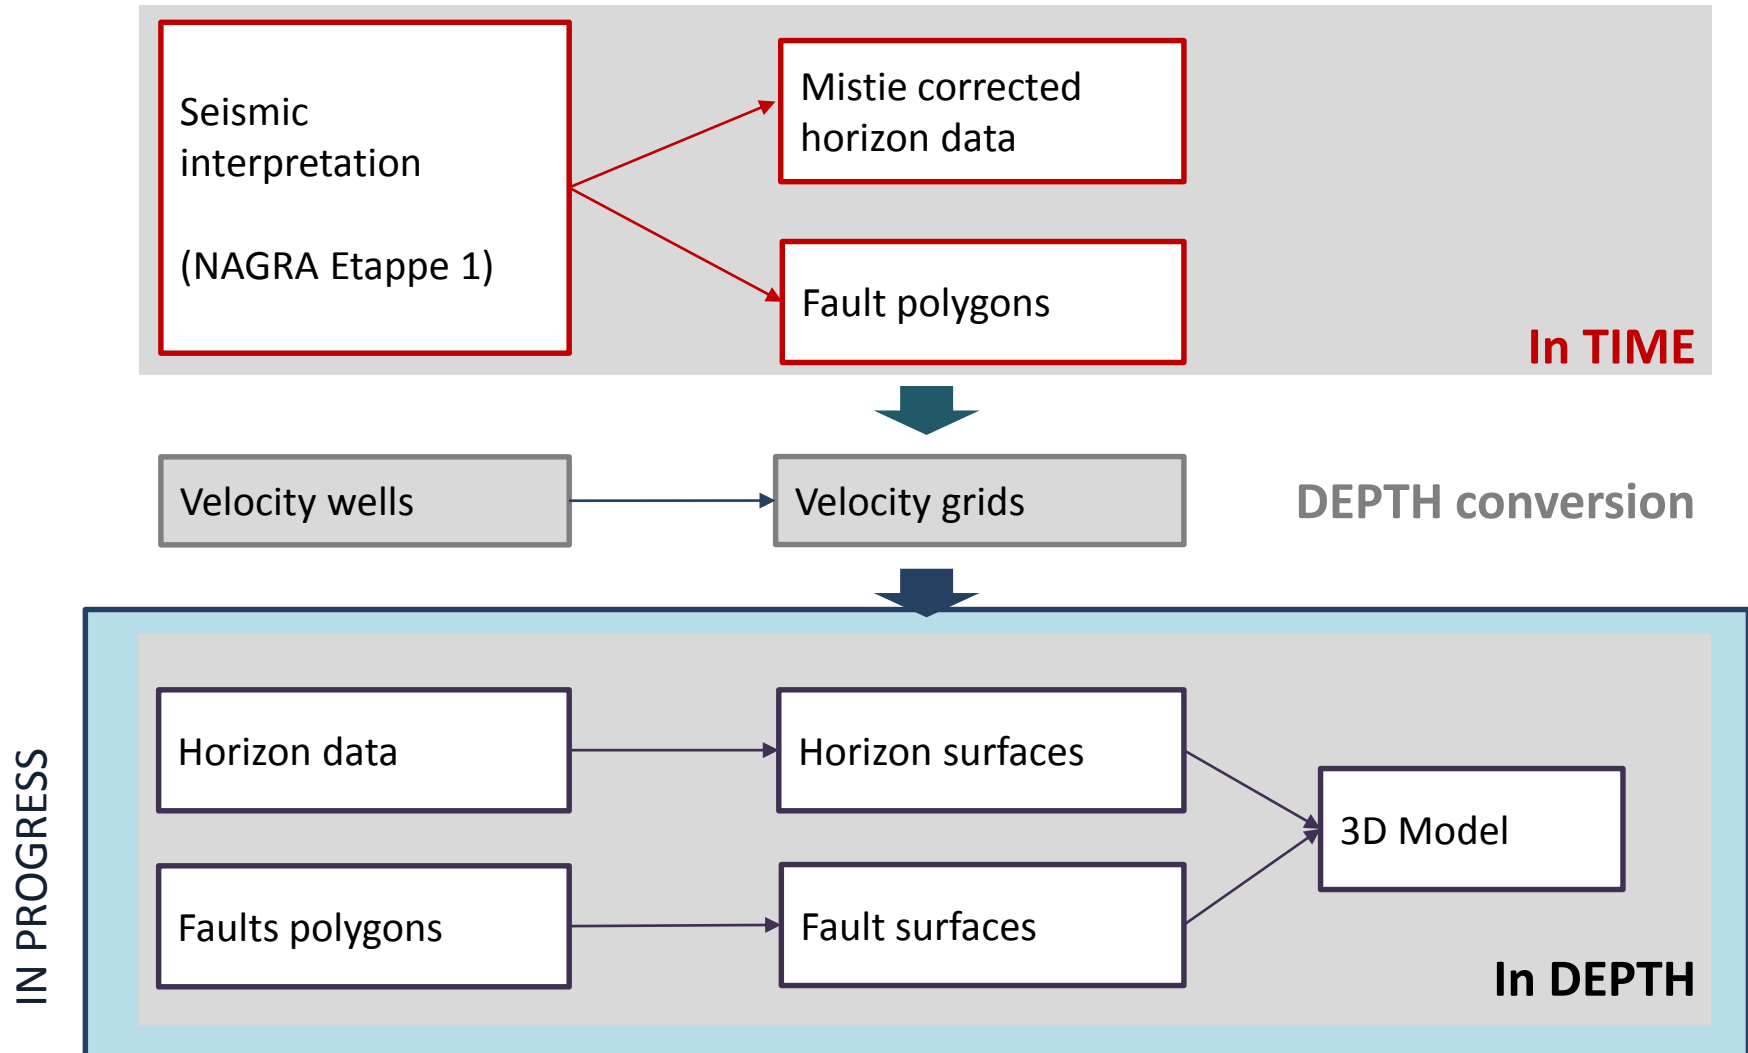 Seismic
interpretation
(NAGRA Etappe 1)
Mistie corrected
horizon data
Fault polygons
In TIME
Velocity wells
Velocity grids
DEPTH conversion
IN PROGRESS
Horizon data
Horizon surfaces
3D Model
Faults polygons
Fault surfaces
In DEPTH